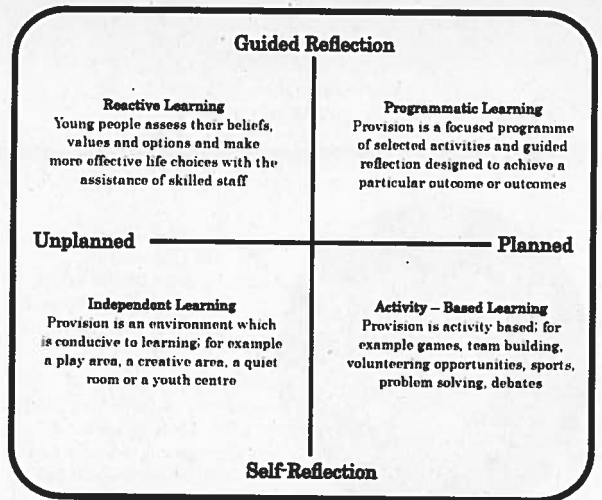 Guided Reflection
Reactive Learning
Young people assess their beliefs,
values and options and make
more effective life choices with the
assistance of skilled staff
Programmatic Learning
Provision is a focused programme
of selected activities and guided
reflection designed to achieve a
particular outcome or outcomes
Unplanned
Planned
Independent Learning
Provision is an environment which
is conducive to learning; for example
a play area, a creative area, a quiet
room or a youth centre
Activity – Based Learning
Provision is activity based; for
example games, team building,
volunteering opportunities, sports,
problem solving, debates
Self-Reflection